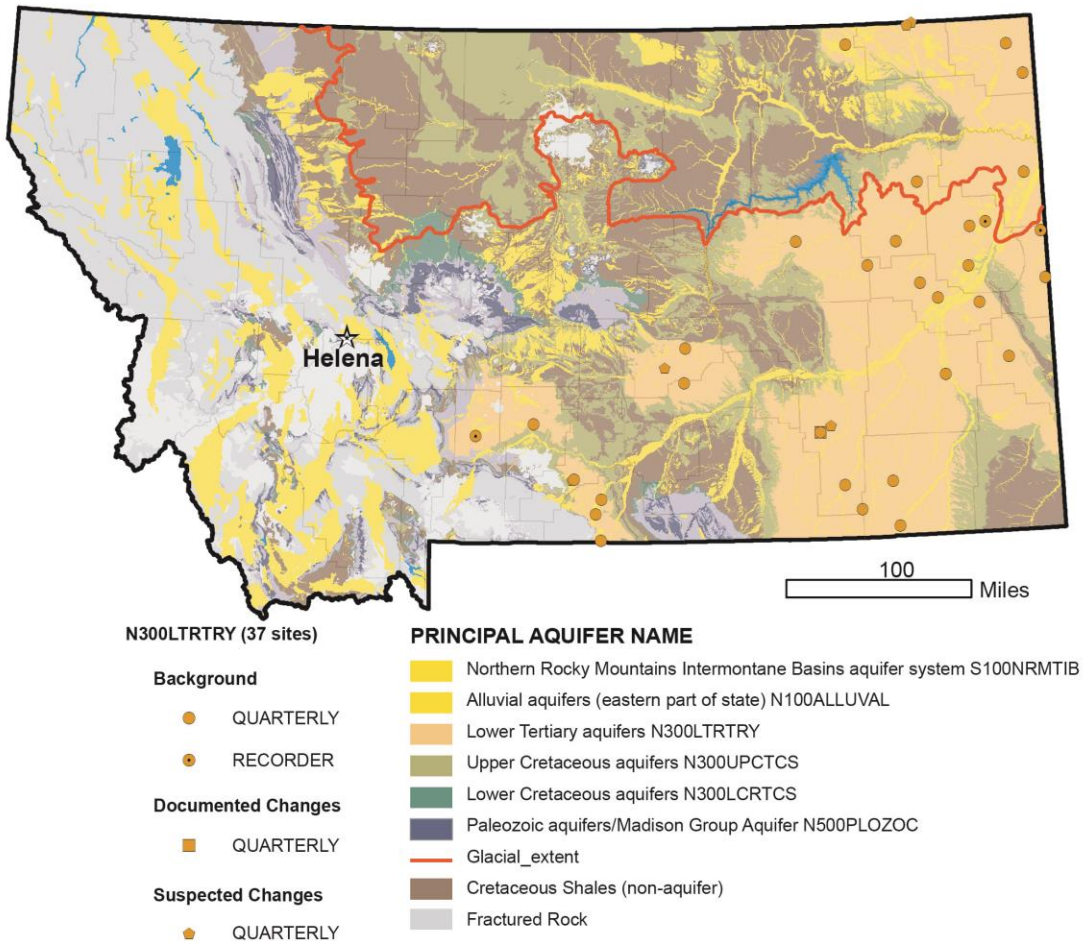 Helena
100
Miles
N300LTRTRY (37 sites)
Background
QUARTERLY
RECORDER
Documented Changes
QUARTERLY
Suspected Changes
QUARTERLY
PRINCIPAL AQUIFER NAME
Northern Rocky Mountains Intermontane Basins aquifer system S100NRMTIB
Alluvial aquifers (eastern part of state) N100ALLUVAL
Lower Tertiary aquifers N300LTRTRY
Upper Cretaceous aquifers N300UPCTCS
Lower Cretaceous aquifers N300LCRTCS
Paleozoic aquifers/Madison Group Aquifer N500PLOZOC
Glacial_extent
Cretaceous Shales (non-aquifer)
Fractured Rock